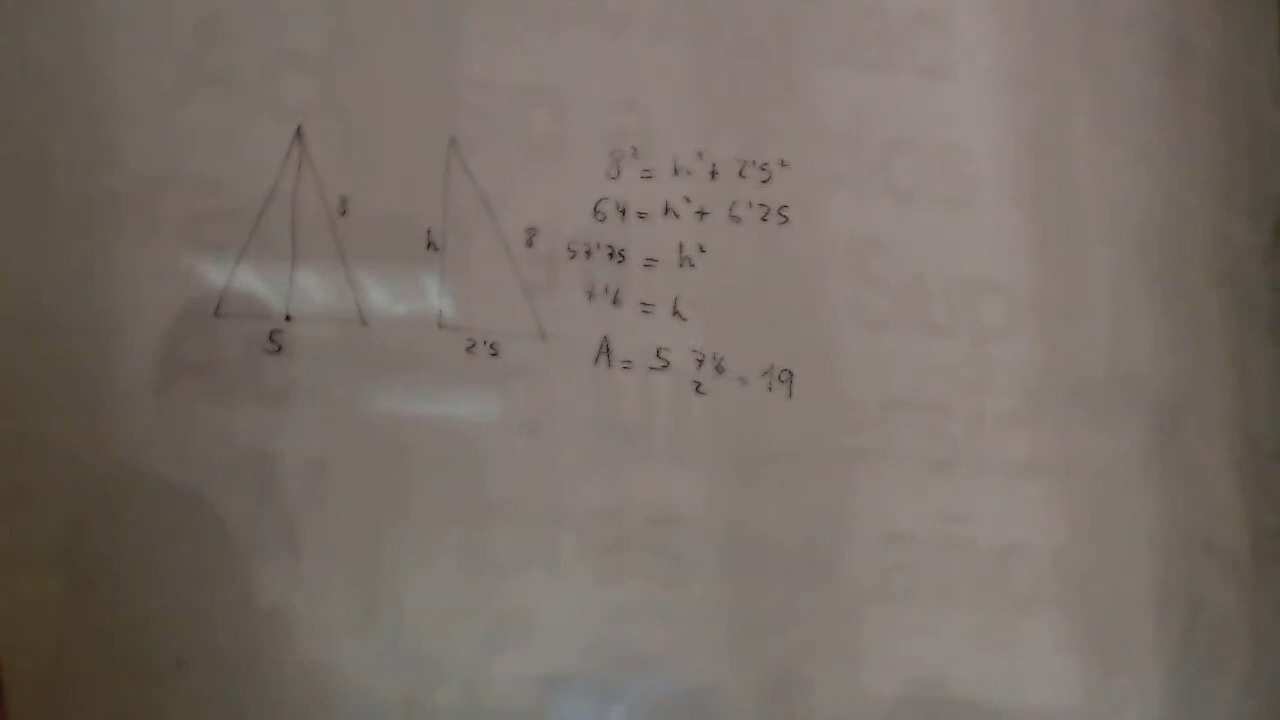 8
5
h
8
2'5
8² = h² + 2'5²
64 = h² + 6'25
57'75 = h²
7'6 = h
A = 5 7'6 / 2 = 19